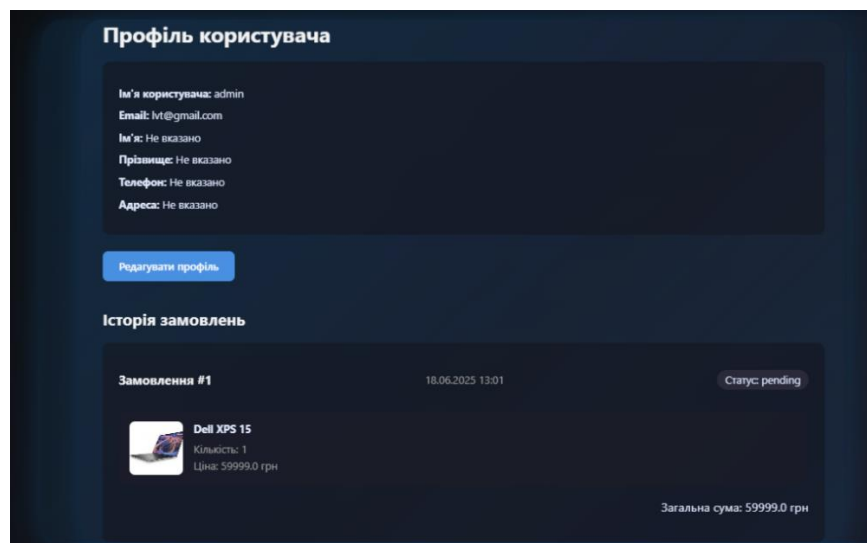 Профіль користувача
Ім'я користувача: admin
Email: lvt@gmail.com
Ім'я: Не вказано
Прізвище: Не вказано
Телефон: Не вказано
Адреса: Не вказано
Редагувати профіль
Історія замовлень
Замовлення #1 18.06.2025 13:01 Статус: pending
Dell XPS 15
Кількість: 1
Ціна: 59999.0 грн
Загальна сума: 59999.0 грн